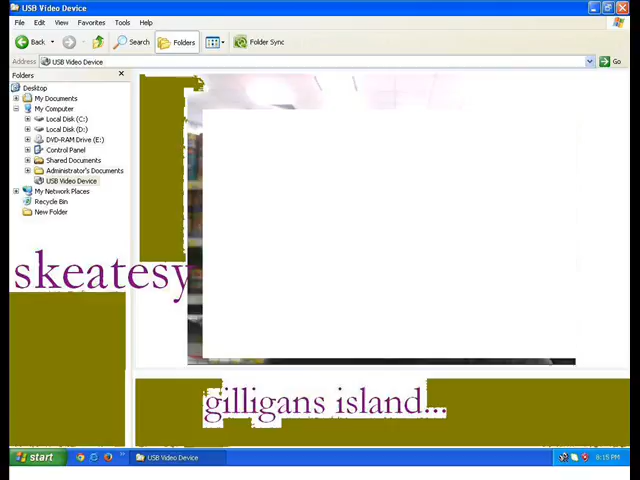 USB Video Device
File Edit View Favorites Tools Help
Back Search Folders Folder Sync
Address USB Video Device Go
Folders
Desktop
My Documents
My Computer
Local Disk (C:)
Local Disk (D:)
DVD-RAM Drive (E:)
Control Panel
Shared Documents
Administrator's Documents
USB Video Device
My Network Places
Recycle Bin
New Folder
skeatesy
gilligans island...
start USB Video Device 8:15 PM